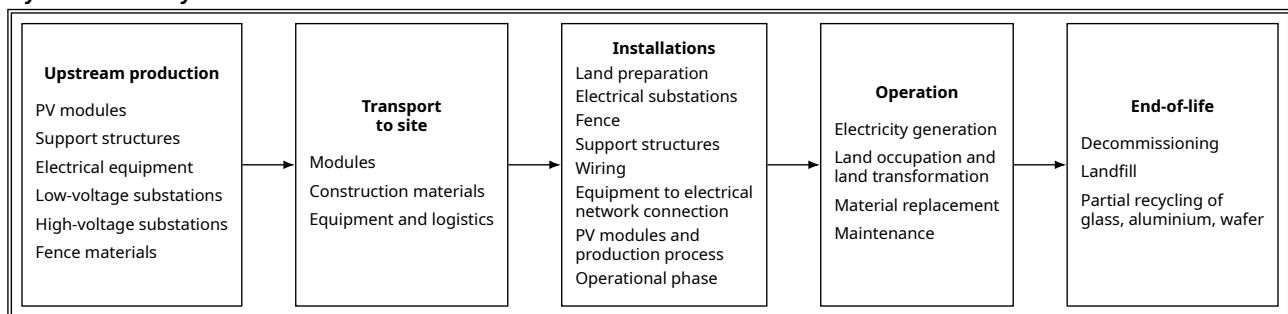 Upstream production
PV modules
Support structures
Electrical equipment
Low-voltage substations
High-voltage substations
Fence materials
Transport
to site
Modules
Construction materials
Equipment and logistics
Installations
Land preparation
Electrical substations
Fence
Support structures
Wiring
Equipment to electrical
network connection
PV modules and
production process
Operational phase
Operation
Electricity generation
Land occupation and
land transformation
Material replacement
Maintenance
End-of-life
Decommissioning
Landfill
Partial recycling of
glass, aluminium, wafer